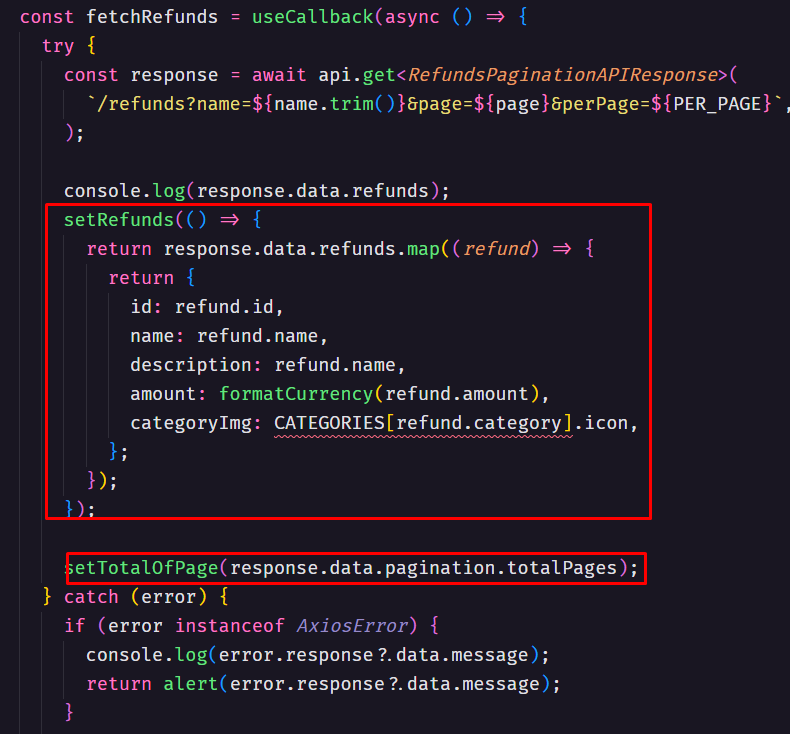 const fetchRefunds = useCallback(async () => {
try {
const response = await api.get<RefundsPaginationAPIResponse>(
`/refunds?name=${name.trim()}&page=${page}&perPage=${PER_PAGE}`,
);
console.log(response.data.refunds);
setRefunds(() => {
return response.data.refunds.map((refund) => {
return {
id: refund.id,
name: refund.name,
description: refund.name,
amount: formatCurrency(refund.amount),
categoryImg: CATEGORIES[refund.category].icon,
};
});
});
setTotalOfPage(response.data.pagination.totalPages);
} catch (error) {
if (error instanceof AxiosError) {
console.log(error.response?.data.message);
return alert(error.response?.data.message);
}